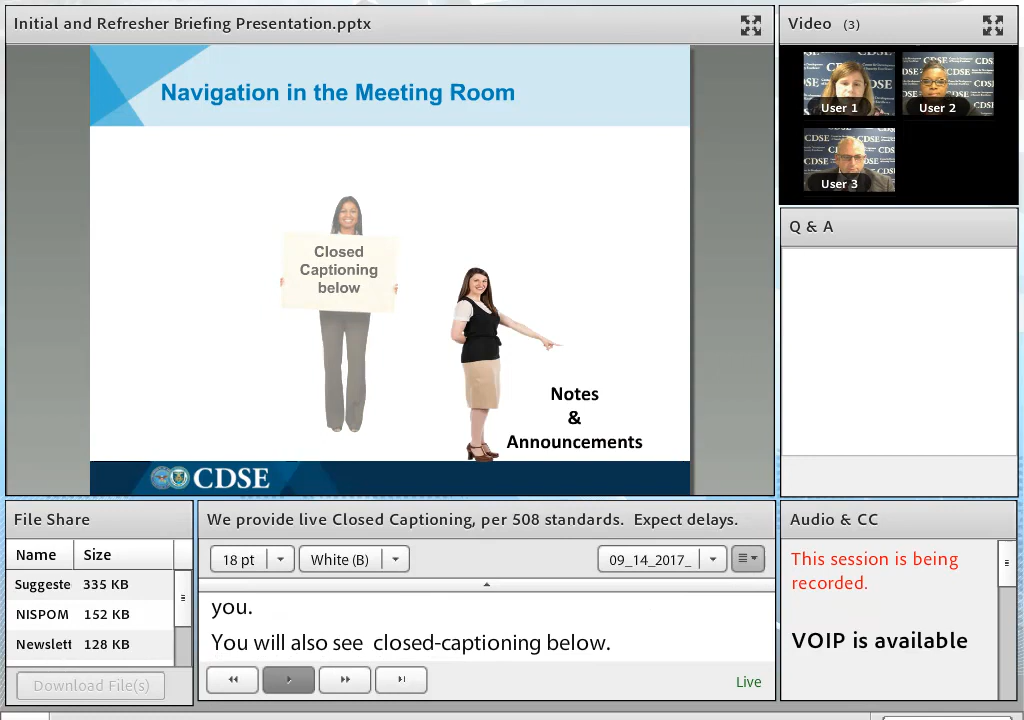 Initial and Refresher Briefing Presentation.pptx
Navigation in the Meeting Room
Closed
Captioning
below
Notes
&
Announcements
CDSE
Video (3)
User 1
User 2
User 3
Q & A
File Share
Name Size
Suggeste 335 KB
NISPOM 152 KB
Newslett 128 KB
Download File(s)
We provide live Closed Captioning, per 508 standards. Expect delays.
18 pt White (B) 09_14_2017_
you.
You will also see closed-captioning below.
Live
Audio & CC
This session is being
recorded.
VOIP is available